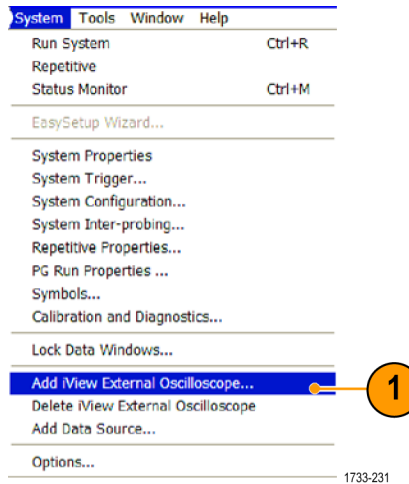 System Tools Window Help
Run System Ctrl+R
Repetitive
Status Monitor Ctrl+M
EasySetup Wizard...
System Properties
System Trigger...
System Configuration...
System Inter-probing...
Repetitive Properties...
PG Run Properties ...
Symbols...
Calibration and Diagnostics...
Lock Data Windows...
Add iView External Oscilloscope... 1
Delete iView External Oscilloscope
Add Data Source...
Options...
1733-231